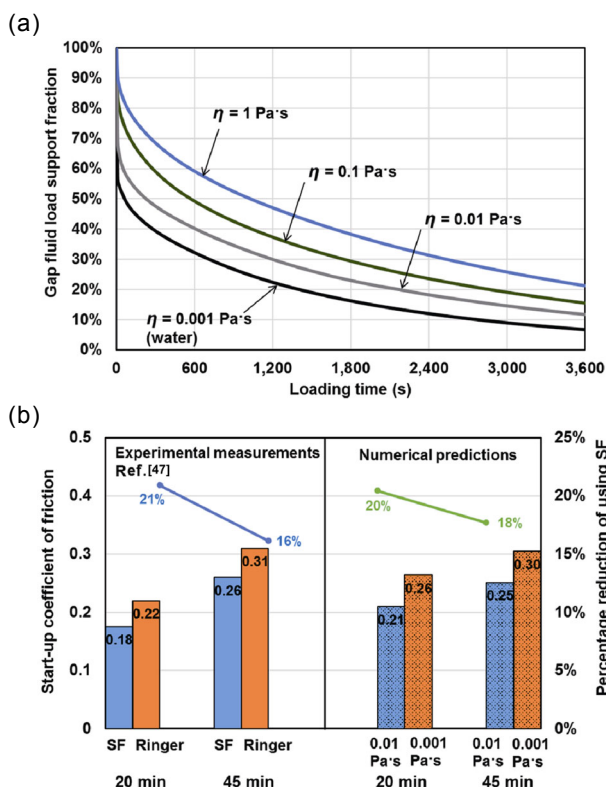 (a)
100%
90%
80%
70%
60%
50%
40%
30%
20%
10%
0%
Gap fluid load support fraction
η = 1 Pa·s
η = 0.1 Pa·s
η = 0.01 Pa·s
η = 0.001 Pa·s
(water)
0 600 1,200 1,800 2,400 3,000 3,600
Loading time (s)
(b)
Start-up coefficient of friction
0.5
0.4
0.3
0.2
0.1
0
Experimental measurements
Ref.[47]
21%
16%
0.18
0.22
0.26
0.31
SF Ringer SF Ringer
20 min 45 min
Numerical predictions
20%
18%
0.21
0.26
0.25
0.30
0.01 0.001 0.01 0.001
Pa·s Pa·s Pa·s Pa·s
20 min 45 min
25%
20%
15%
10%
5%
0%
Percentage reduction of using SF